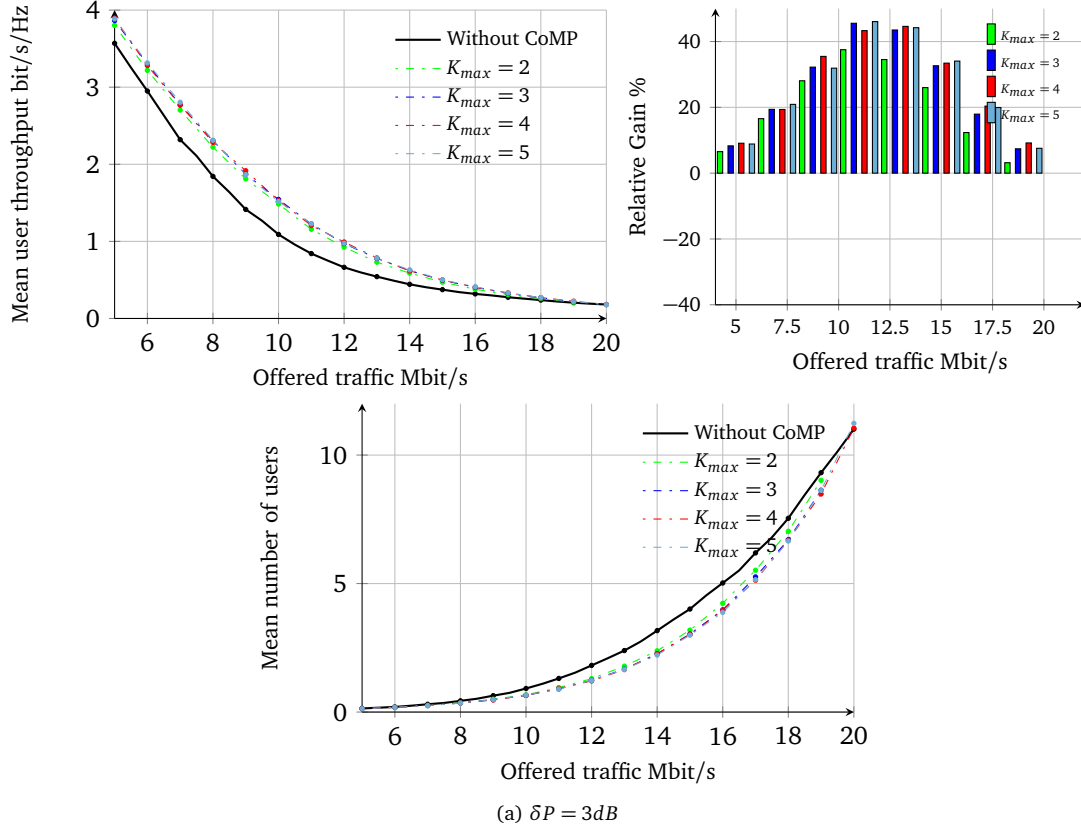 Mean user throughput bit/s/Hz
4
3
2
1
0
6 8 10 12 14 16 18 20
Offered traffic Mbit/s
Without CoMP
K_max = 2
K_max = 3
K_max = 4
K_max = 5
Relative Gain %
40
20
0
−20
−40
5 7.5 10 12.5 15 17.5 20
Offered traffic Mbit/s
K_max = 2
K_max = 3
K_max = 4
K_max = 5
Mean number of users
10
5
0
6 8 10 12 14 16 18 20
Offered traffic Mbit/s
Without CoMP
K_max = 2
K_max = 3
K_max = 4
K_max = 5
(a) δP = 3dB